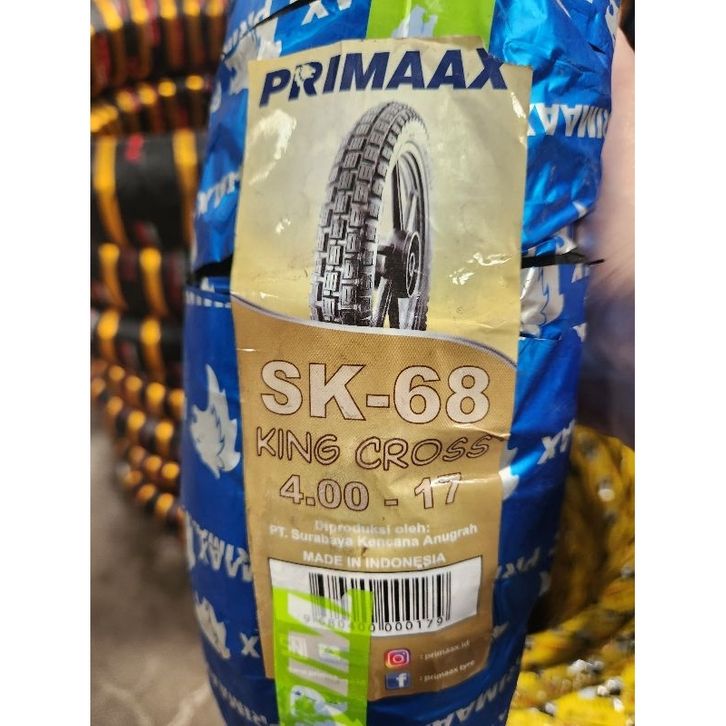 PRIMAAX
SK-68
KING CROSS
4.00 - 17
Diproduksi oleh:
PT. Surabaya Kencana Anugrah
MADE IN INDONESIA
: primaax.id
: primaax tyre
PRIM